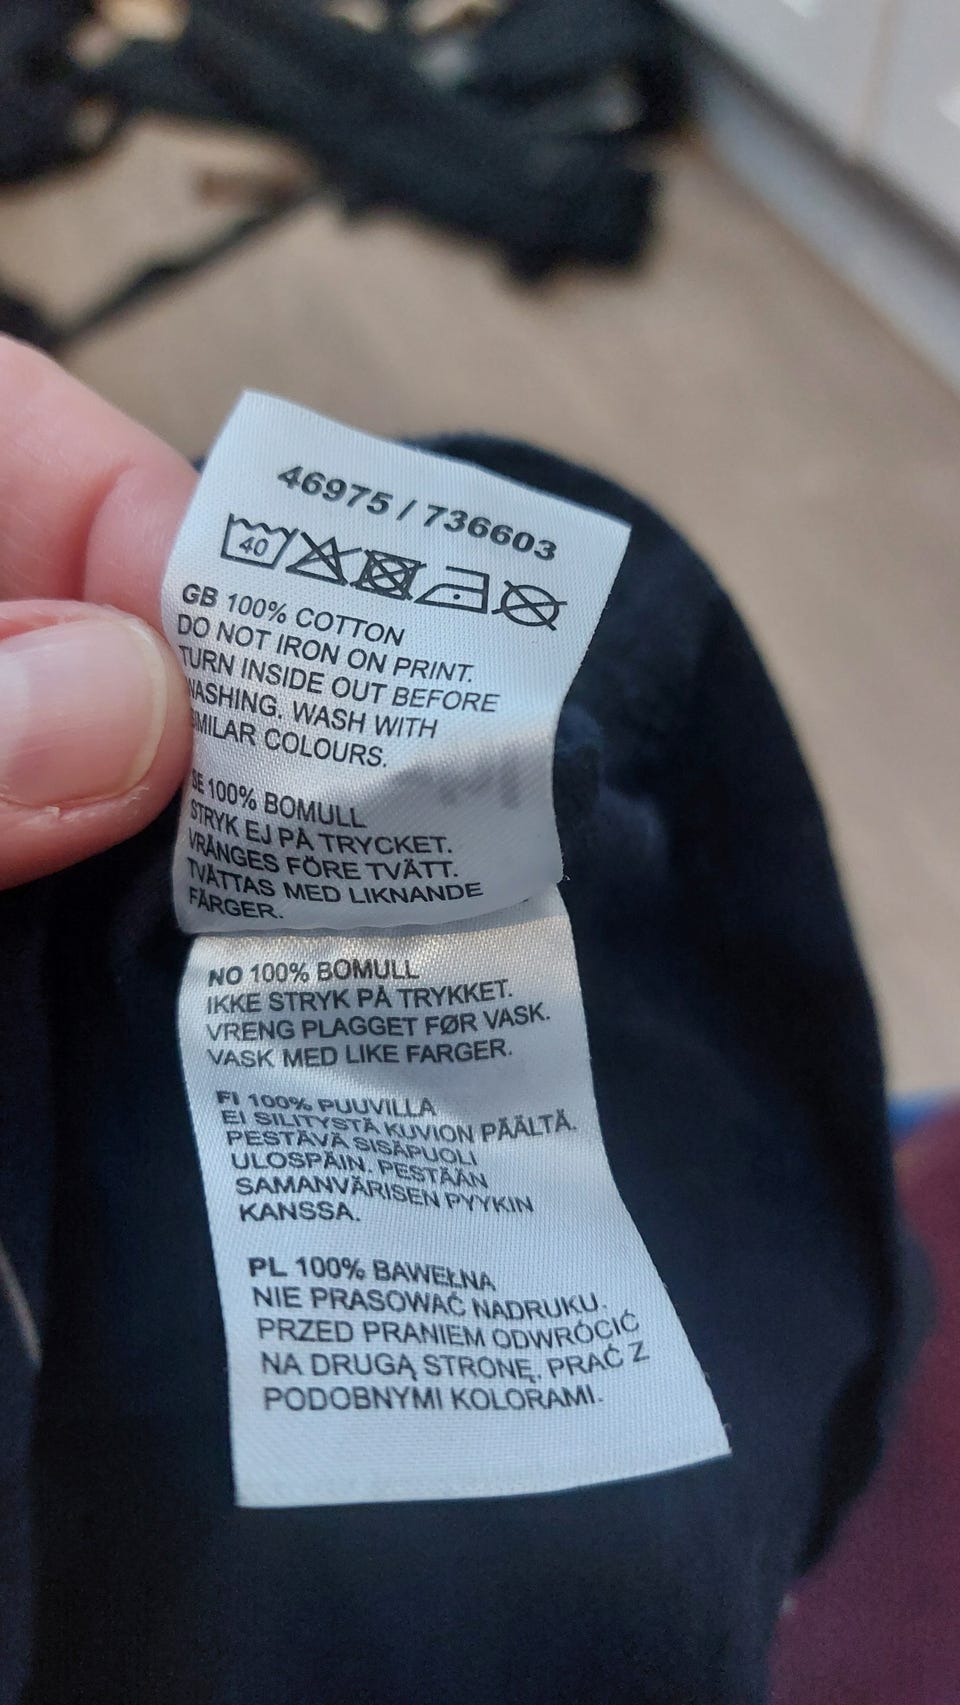 46975 / 736603
40
GB 100% COTTON
DO NOT IRON ON PRINT.
TURN INSIDE OUT BEFORE
WASHING. WASH WITH
SIMILAR COLOURS.
SE 100% BOMULL
STRYK EJ PÅ TRYCKET.
VRÄNGES FÖRE TVÄTT.
TVÄTTAS MED LIKNANDE
FÄRGER.
NO 100% BOMULL
IKKE STRYK PÅ TRYKKET.
VRENG PLAGGET FØR VASK.
VASK MED LIKE FARGER.
FI 100% PUUVILLA
EI SILITYSTÄ KUVION PÄÄLTÄ.
PESTÄVÄ SISÄPUOLI
ULOSPÄIN. PESTÄÄN
SAMANVÄRISEN PYYKIN
KANSSA.
PL 100% BAWEŁNA
NIE PRASOWAĆ NADRUKU.
PRZED PRANIEM ODWRÓCIĆ
NA DRUGĄ STRONĘ. PRAĆ Z
PODOBNYMI KOLORAMI.